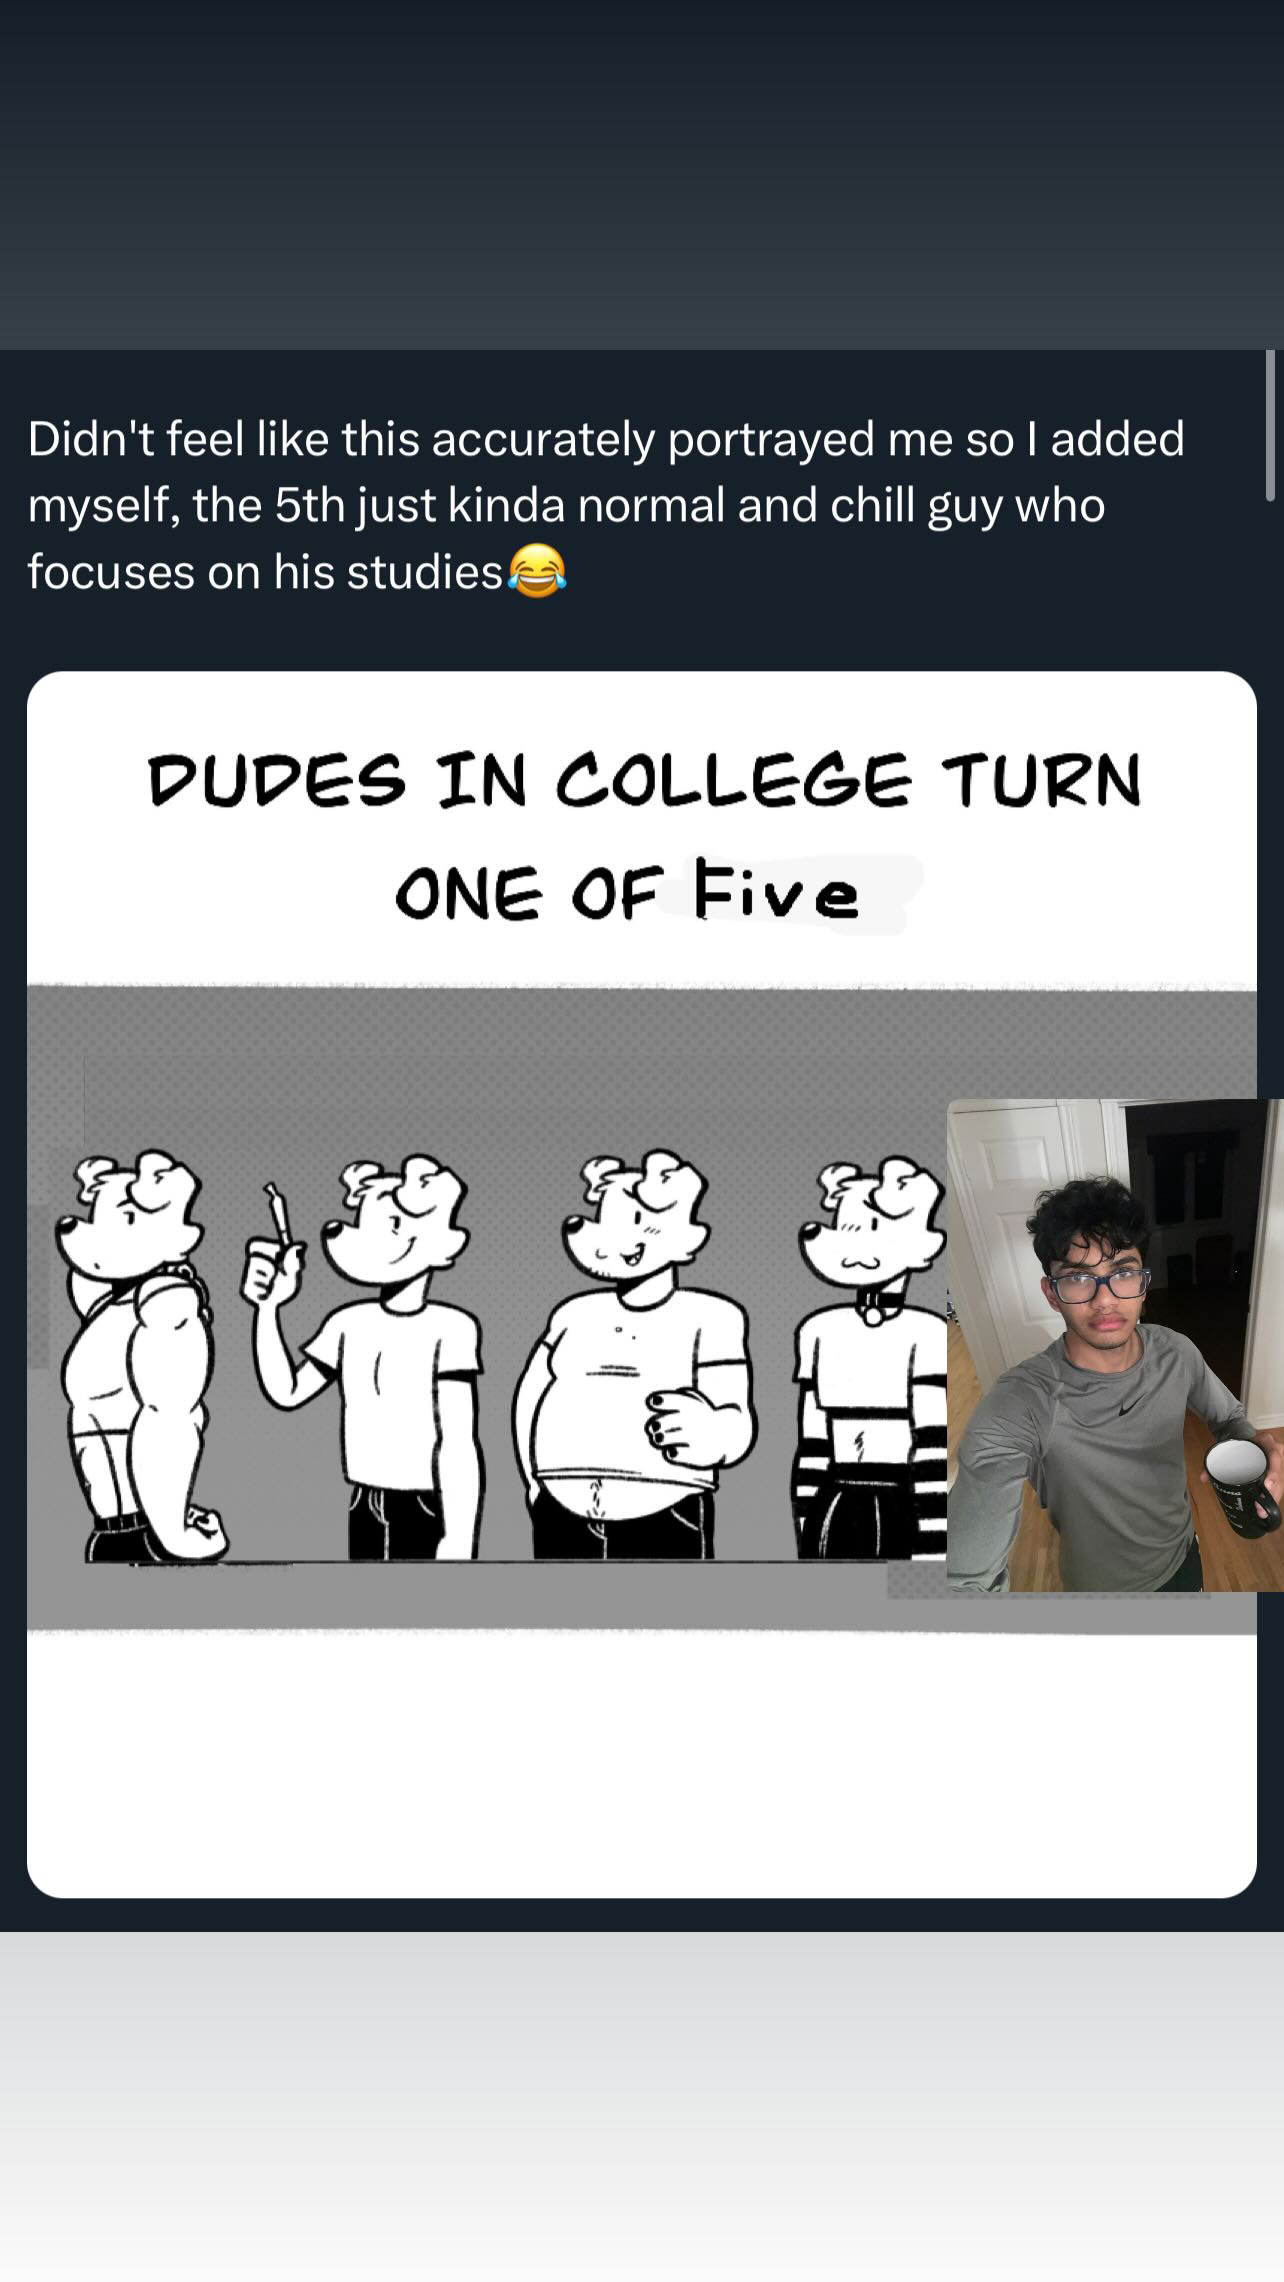 Didn't feel like this accurately portrayed me so I added
myself, the 5th just kinda normal and chill guy who
focuses on his studies😂
DUDES IN COLLEGE TURN
ONE OF Five